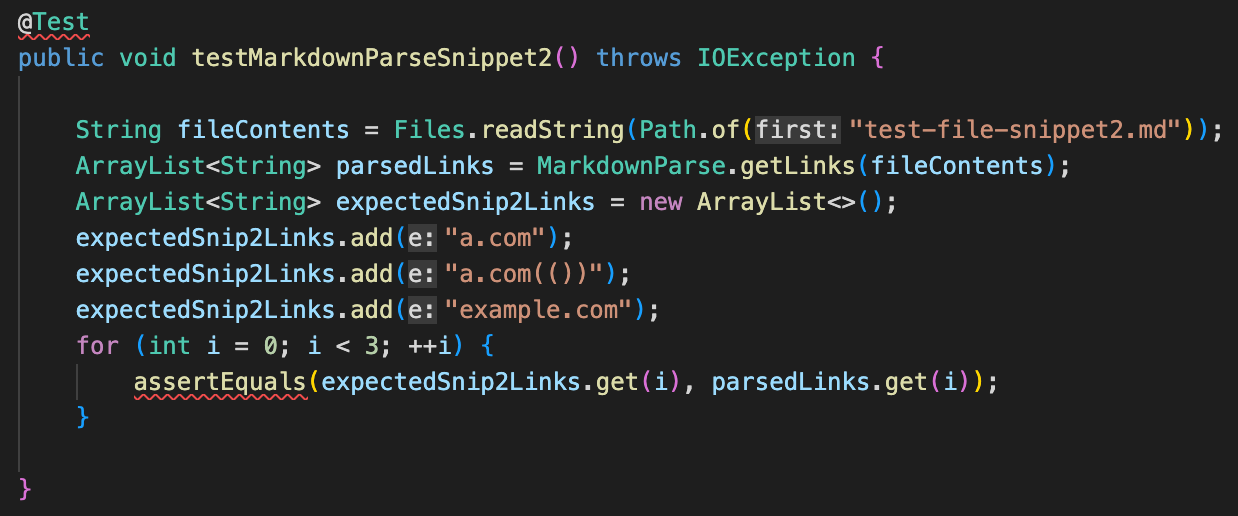 @Test
public void testMarkdownParseSnippet2() throws IOException {
String fileContents = Files.readString(Path.of(first: "test-file-snippet2.md"));
ArrayList<String> parsedLinks = MarkdownParse.getLinks(fileContents);
ArrayList<String> expectedSnip2Links = new ArrayList<>();
expectedSnip2Links.add(e: "a.com");
expectedSnip2Links.add(e: "a.com(())");
expectedSnip2Links.add(e: "example.com");
for (int i = 0; i < 3; ++i) {
assertEquals(expectedSnip2Links.get(i), parsedLinks.get(i));
}
}